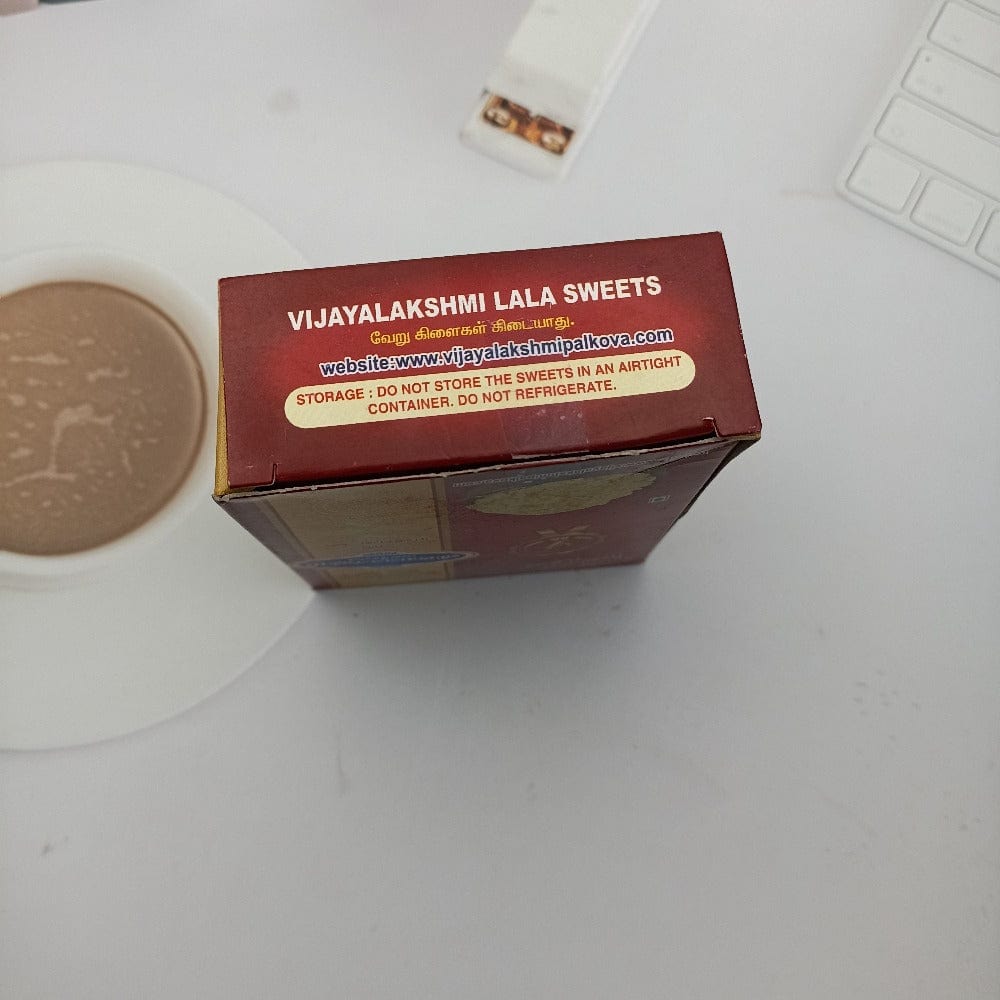 VIJAYALAKSHMI LALA SWEETS
வேறு கிளைகள் கிடையாது.
website:www.vijayalakshmipalkova.com
STORAGE : DO NOT STORE THE SWEETS IN AN AIRTIGHT
CONTAINER. DO NOT REFRIGERATE.